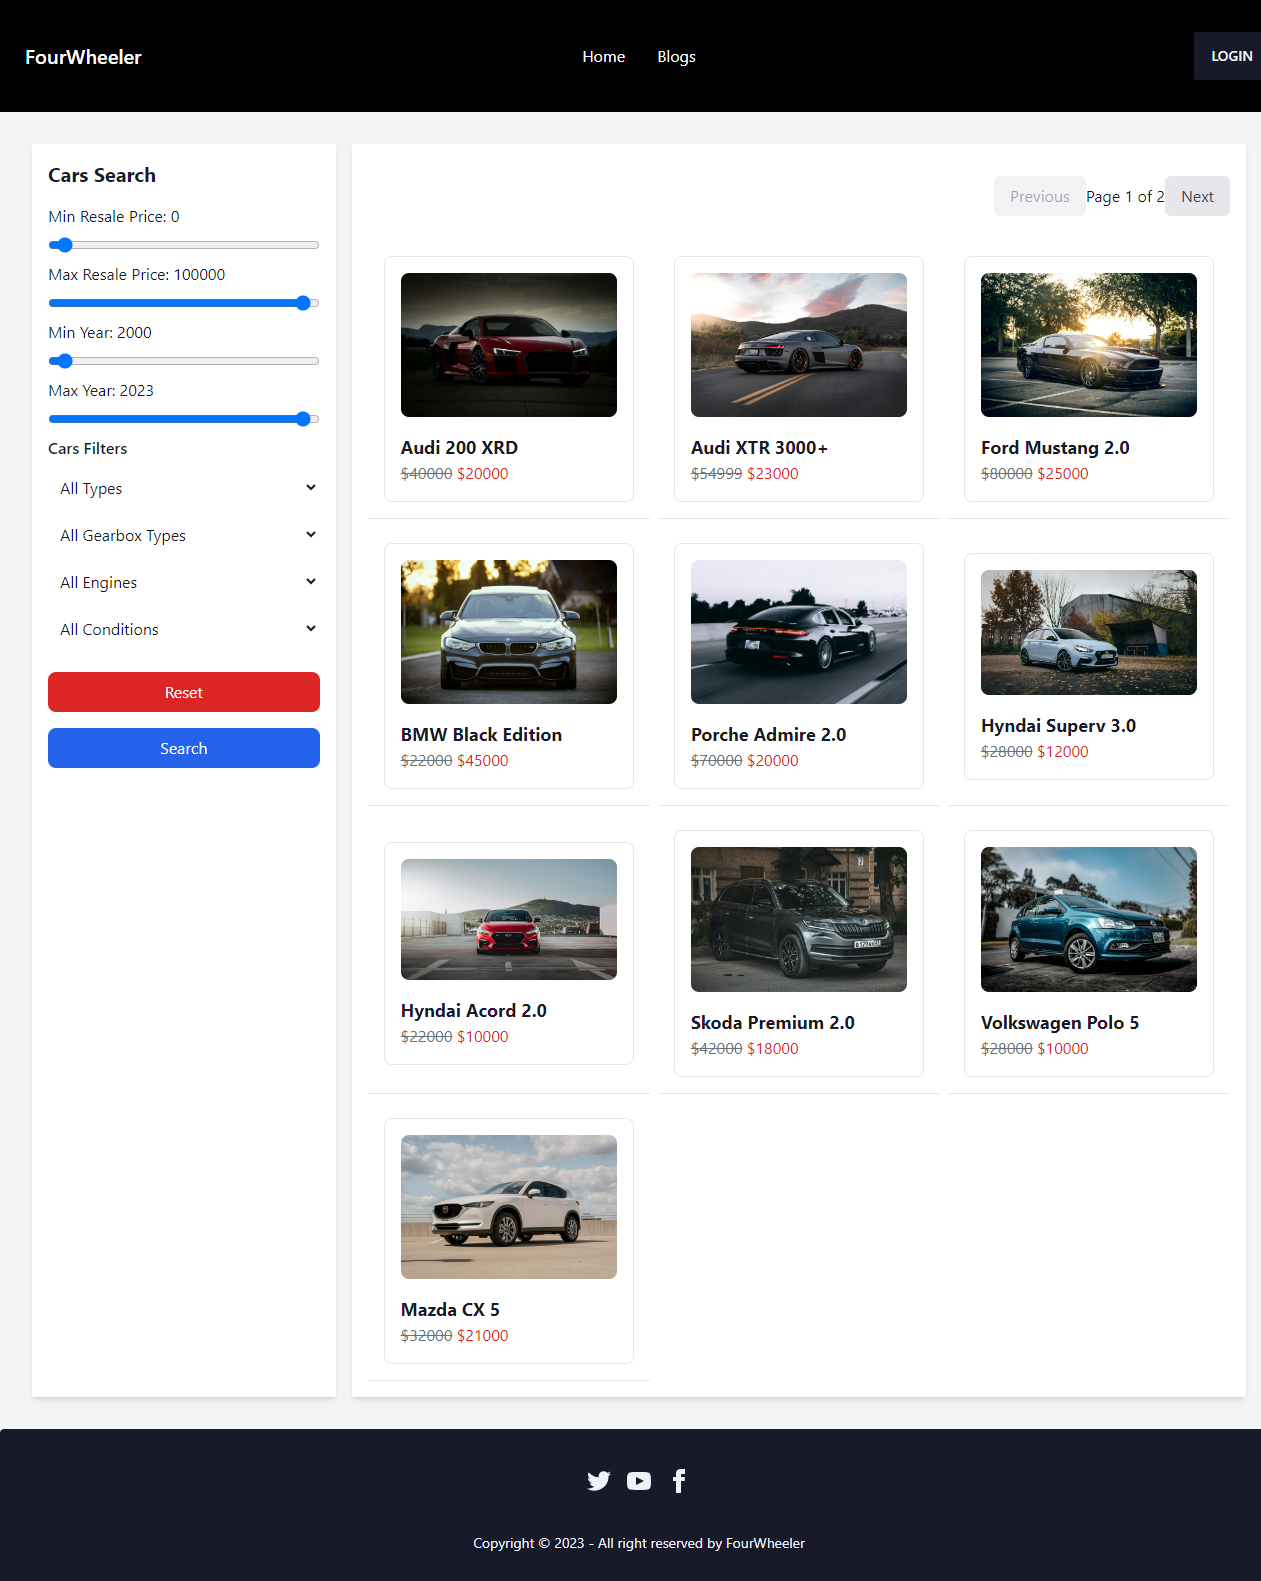 FourWheeler
Home Blogs
LOGIN
Cars Search
Min Resale Price: 0
Max Resale Price: 100000
Min Year: 2000
Max Year: 2023
Cars Filters
All Types
All Gearbox Types
All Engines
All Conditions
Reset
Search
Previous Page 1 of 2 Next
Audi 200 XRD
$40000 $20000
Audi XTR 3000+
$54999 $23000
Ford Mustang 2.0
$80000 $25000
BMW Black Edition
$22000 $45000
Porche Admire 2.0
$70000 $20000
Hyndai Superv 3.0
$28000 $12000
Hyndai Acord 2.0
$22000 $10000
Skoda Premium 2.0
$42000 $18000
Volkswagen Polo 5
$28000 $10000
Mazda CX 5
$32000 $21000
Copyright © 2023 - All right reserved by FourWheeler